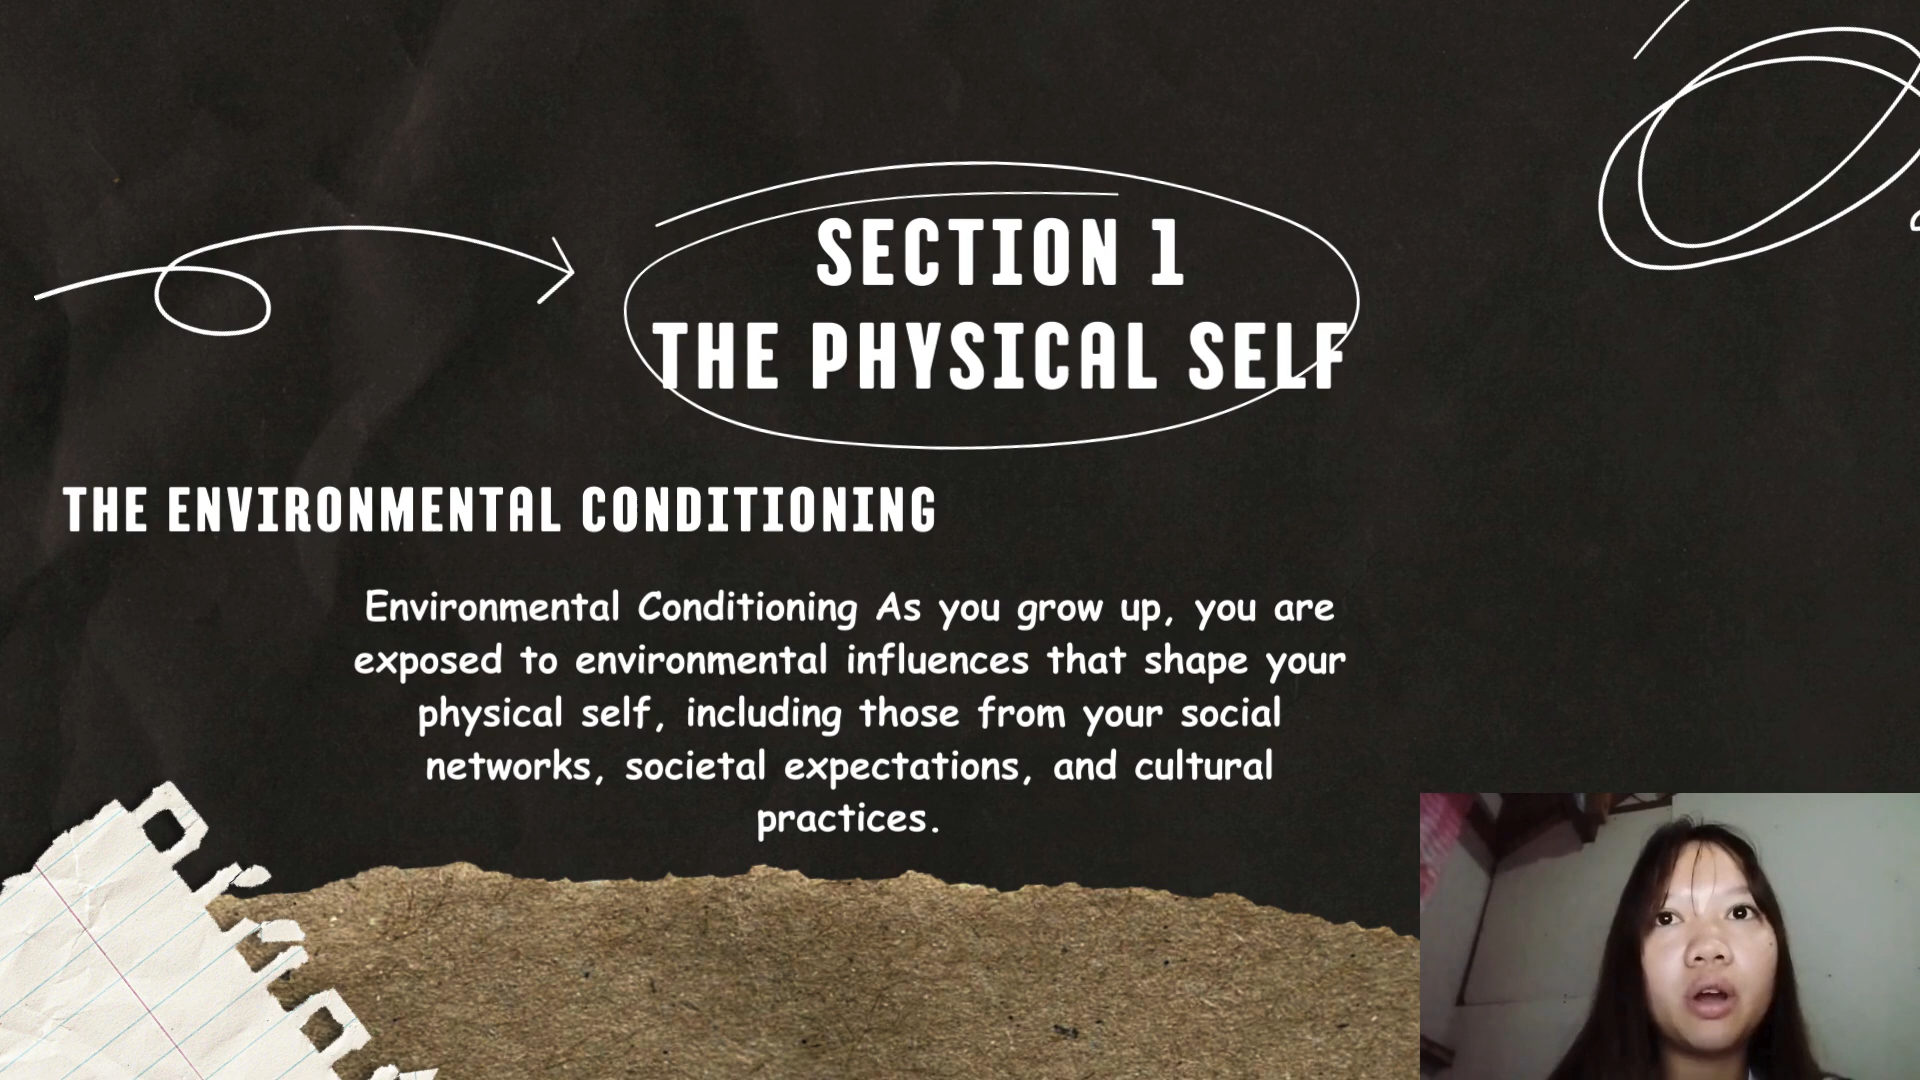 SECTION 1
THE PHYSICAL SELF
THE ENVIRONMENTAL CONDITIONING
Environmental Conditioning As you grow up, you are
exposed to environmental influences that shape your
physical self, including those from your social
networks, societal expectations, and cultural
practices.